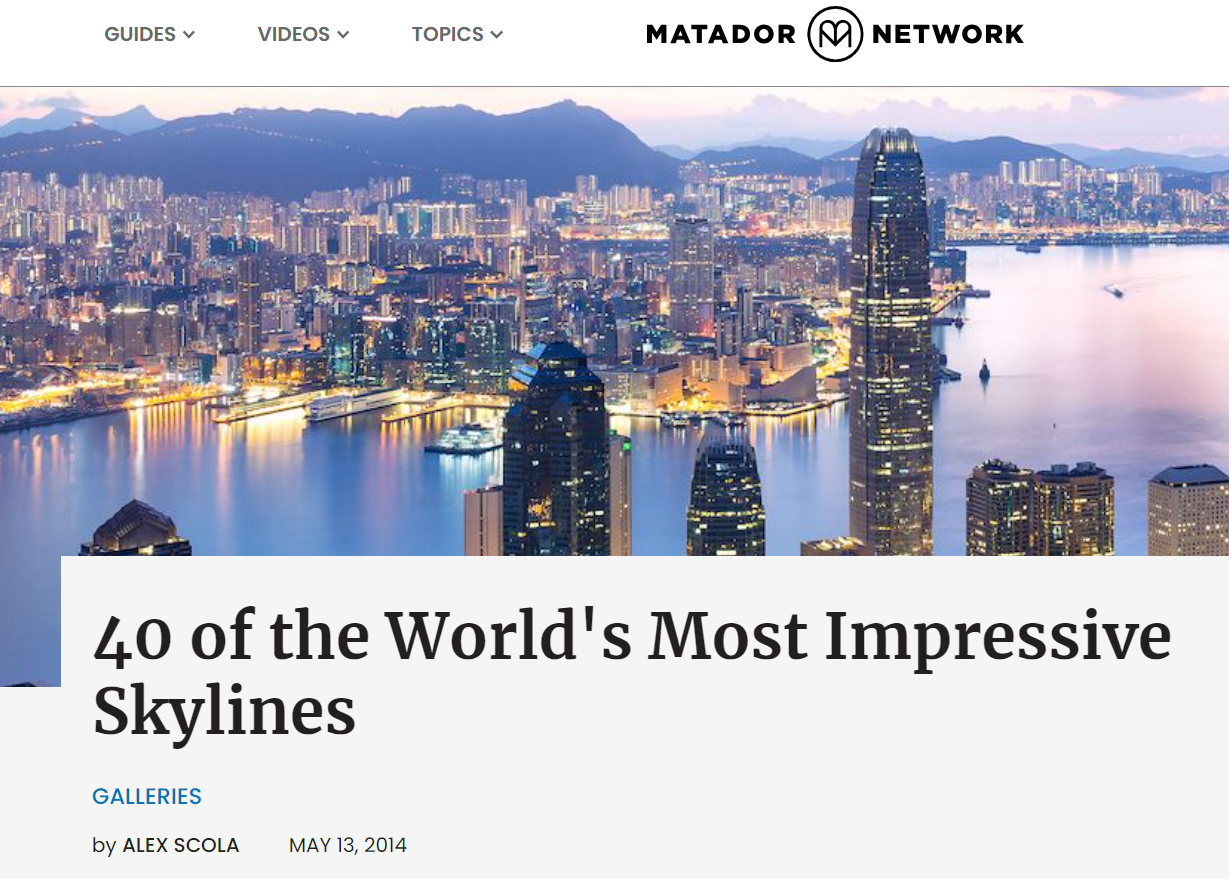 GUIDES VIDEOS TOPICS MATADOR NETWORK
40 of the World's Most Impressive
Skylines
GALLERIES
by ALEX SCOLA MAY 13, 2014